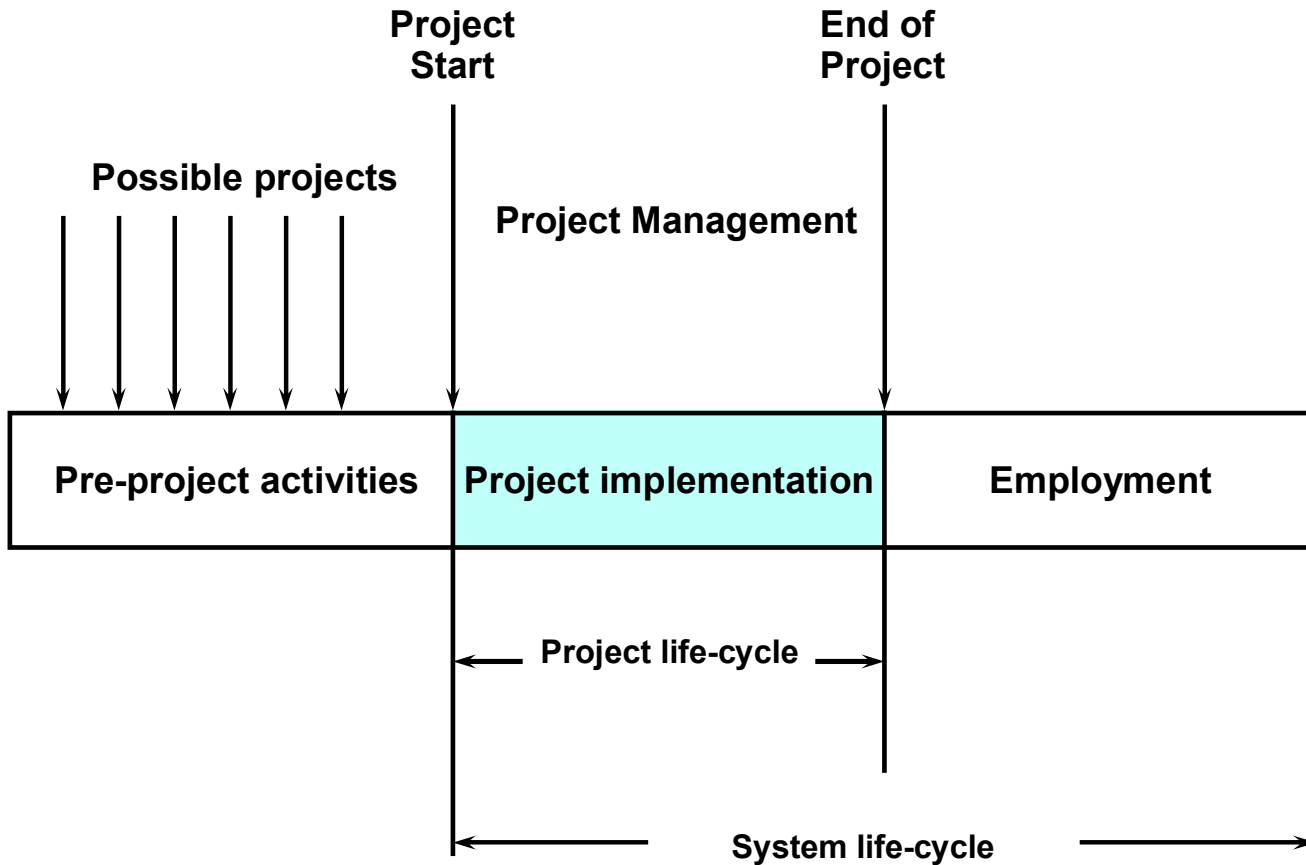 Project
Start
End of
Project
Possible projects
Project Management
Pre-project activities
Project implementation
Employment
Project life-cycle
System life-cycle